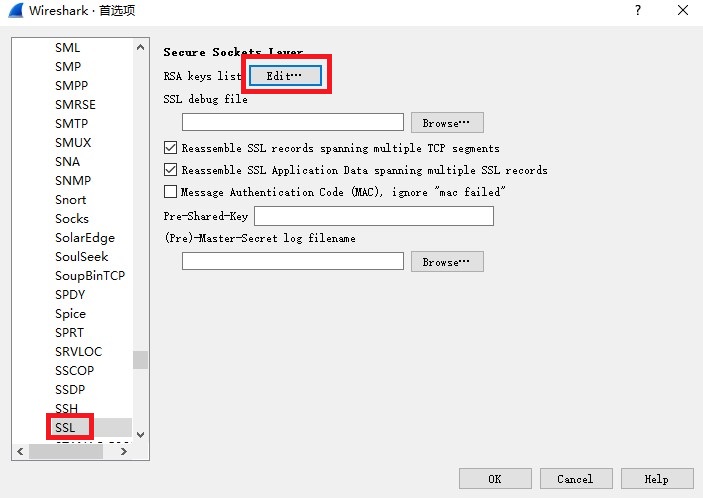 Wireshark · 首选项
?
SML
SMP
SMPP
SMRSE
SMTP
SMUX
SNA
SNMP
Snort
Socks
SolarEdge
SoulSeek
SoupBinTCP
SPDY
Spice
SPRT
SRVLOC
SSCOP
SSDP
SSH
SSL
Secure Sockets Layer
RSA keys list
Edit…
SSL debug file
Browse…
Reassemble SSL records spanning multiple TCP segments
Reassemble SSL Application Data spanning multiple SSL records
Message Authentication Code (MAC), ignore "mac failed"
Pre-Shared-Key
(Pre)-Master-Secret log filename
Browse…
OK
Cancel
Help